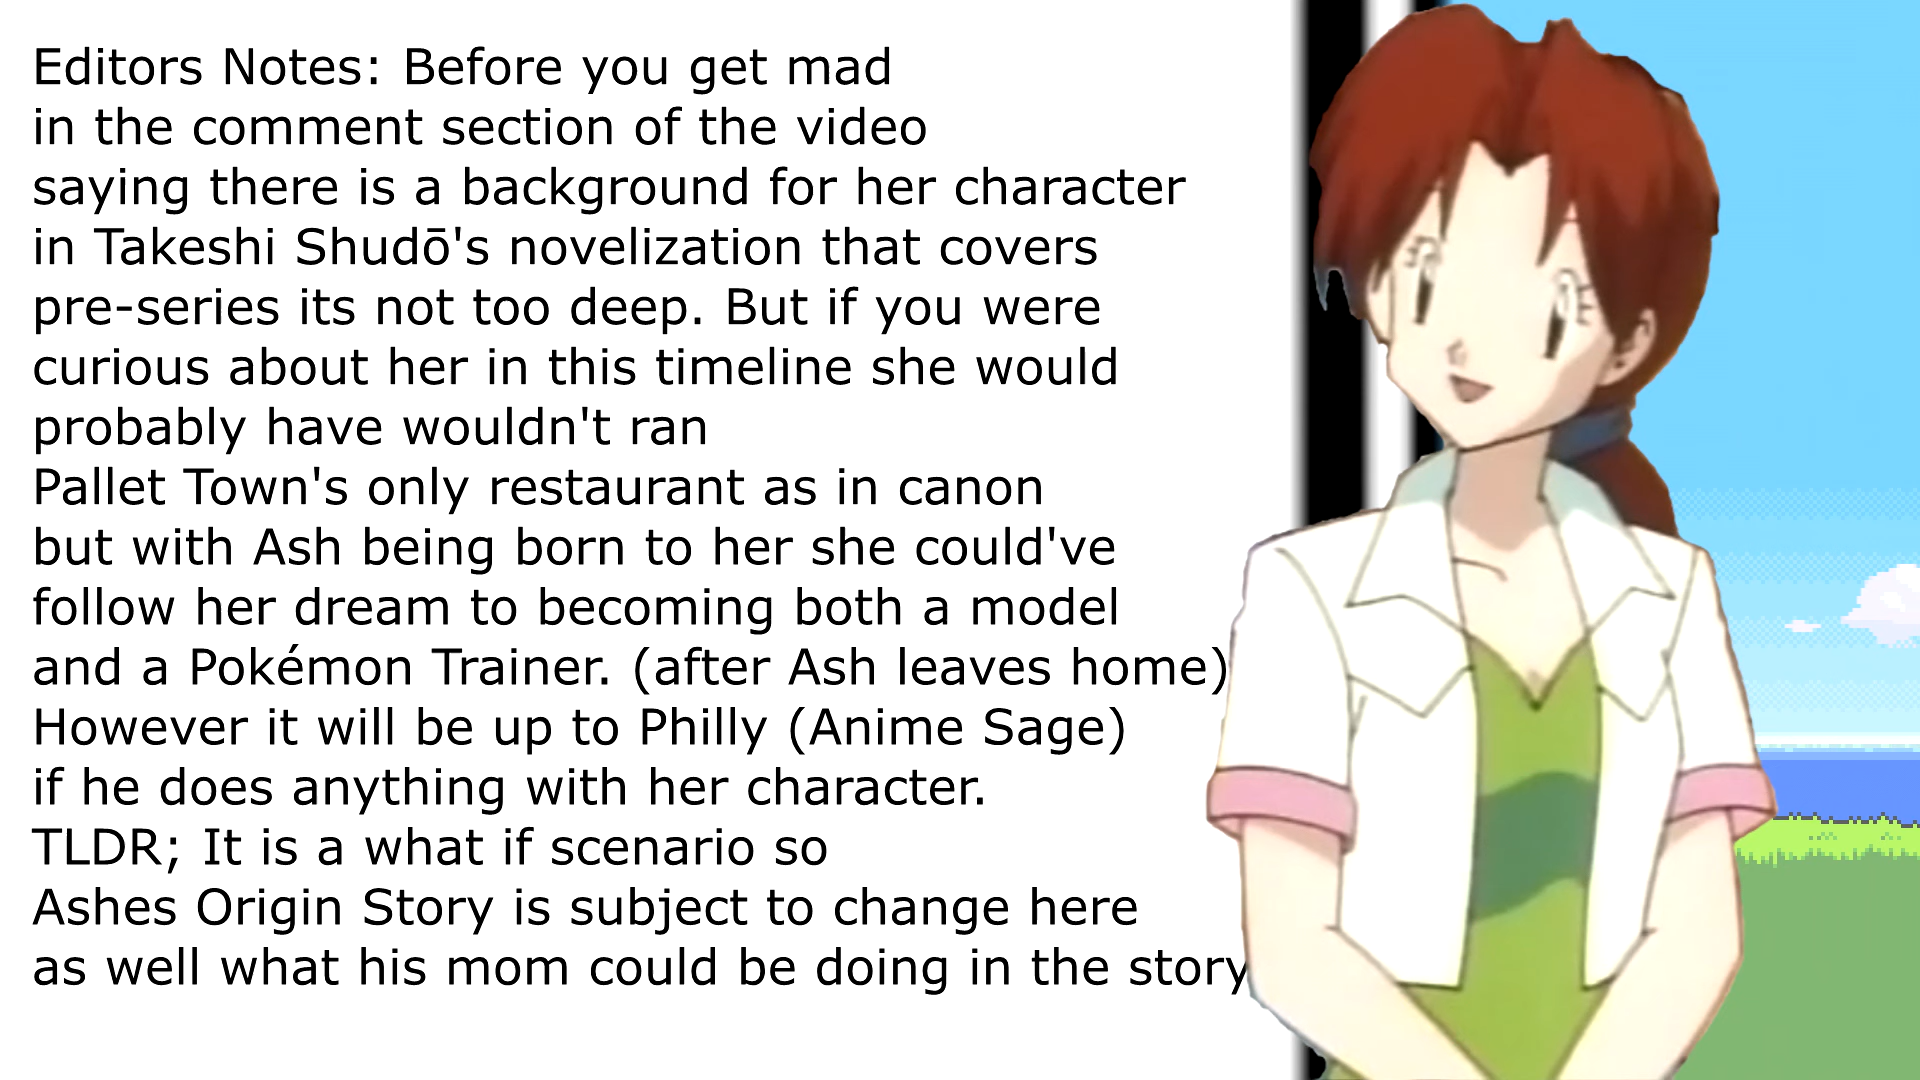 Editors Notes: Before you get mad
in the comment section of the video
saying there is a background for her character
in Takeshi Shudō's novelization that covers
pre-series its not too deep. But if you were
curious about her in this timeline she would
probably have wouldn't ran
Pallet Town's only restaurant as in canon
but with Ash being born to her she could've
follow her dream to becoming both a model
and a Pokémon Trainer. (after Ash leaves home)
However it will be up to Philly (Anime Sage)
if he does anything with her character.
TLDR; It is a what if scenario so
Ashes Origin Story is subject to change here
as well what his mom could be doing in the story